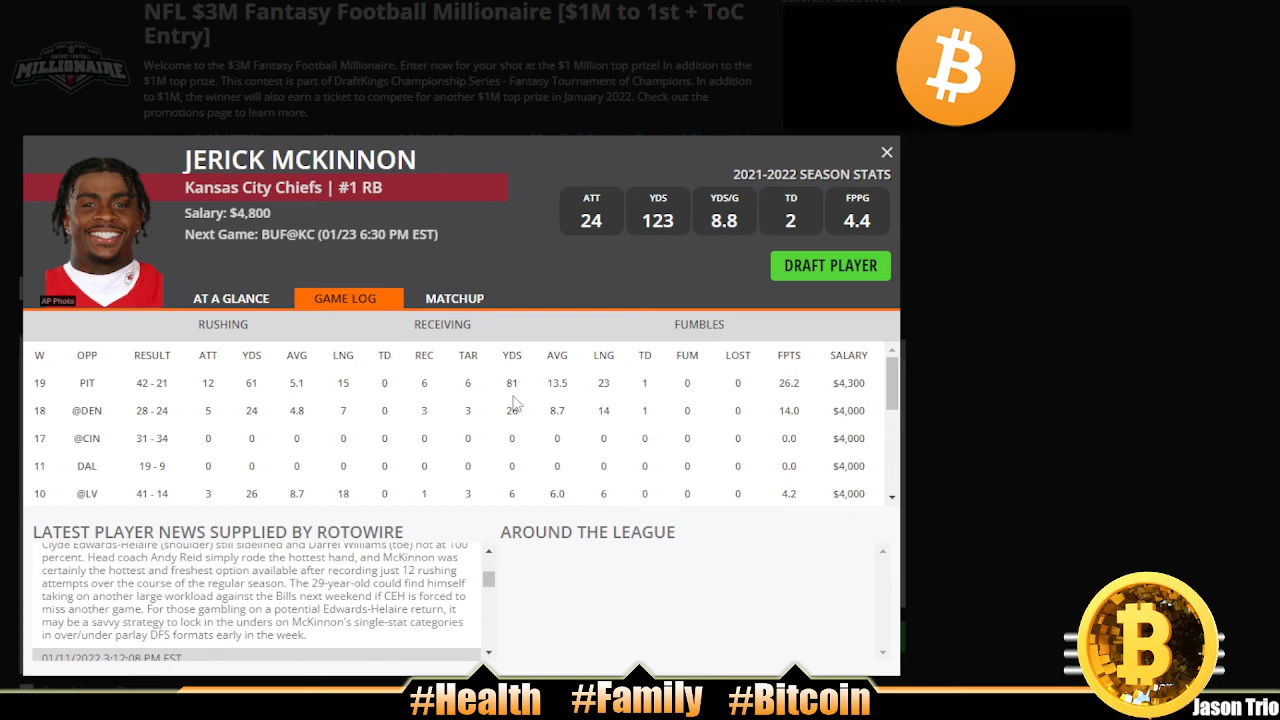 NFL $3M Fantasy Football Millionaire [$1M to 1st + ToC
Entry]
MILLIONAIRE
Welcome to the $3M Fantasy Football Millionaire. Enter now for your shot at the $1 Million top prize! In addition to the
$1M top prize. This contest is part of DraftKings Championship Series - Fantasy Tournament of Champions. In addition
to $1M, the winner will also earn a ticket to compete for another $1M top prize in January 2022. Check out the
promotions page to learn more.
JERICK MCKINNON
Kansas City Chiefs | #1 RB
Salary: $4,800
Next Game: BUF@KC (01/23 6:30 PM EST)
AP Photo
2021-2022 SEASON STATS
ATT YDS YDS/G TD FPPG
24 123 8.8 2 4.4
DRAFT PLAYER
AT A GLANCE GAME LOG MATCHUP
RUSHING RECEIVING FUMBLES
W OPP RESULT ATT YDS AVG LNG TD REC TAR YDS AVG LNG TD FUM LOST FPTS SALARY
19 PIT 42 - 21 12 61 5.1 15 0 6 6 81 13.5 23 1 0 0 26.2 $4,300
18 @DEN 28 - 24 5 24 4.8 7 0 3 3 26 8.7 14 1 0 0 14.0 $4,000
17 @CIN 31 - 34 0 0 0 0 0 0 0 0 0 0 0 0 0 0.0 $4,000
11 DAL 19 - 9 0 0 0 0 0 0 0 0 0 0 0 0 0 0.0 $4,000
10 @LV 41 - 14 3 26 8.7 18 0 1 3 6 6.0 6 0 0 0 4.2 $4,000
LATEST PLAYER NEWS SUPPLIED BY ROTOWIRE
Clyde Edwards-Helaire (shoulder) still sidelined and Darrel Williams (toe) not at 100
percent. Head coach Andy Reid simply rode the hottest hand, and McKinnon was
certainly the hottest and freshest option available after recording just 12 rushing
attempts over the course of the regular season. The 29-year-old could find himself
taking on another large workload against the Bills next weekend if CEH is forced to
miss another game. For those gambling on a potential Edwards-Helaire return, it
may be a savvy strategy to lock in the unders on McKinnon's single-stat categories
in over/under parlay DFS formats early in the week.
01/11/2022 3:12:08 PM EST
AROUND THE LEAGUE
#Health #Family #Bitcoin
Jason Trio